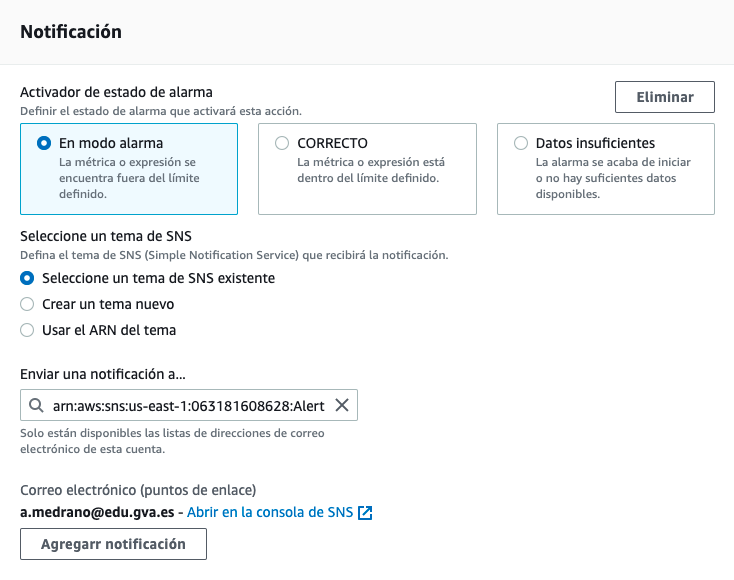 Notificación
Activador de estado de alarma
Definir el estado de alarma que activará esta acción.
Eliminar
En modo alarma
La métrica o expresión se
encuentra fuera del límite
definido.
CORRECTO
La métrica o expresión está
dentro del límite definido.
Datos insuficientes
La alarma se acaba de iniciar
o no hay suficientes datos
disponibles.
Seleccione un tema de SNS
Defina el tema de SNS (Simple Notification Service) que recibirá la notificación.
Seleccione un tema de SNS existente
Crear un tema nuevo
Usar el ARN del tema
Enviar una notificación a...
arn:aws:sns:us-east-1:063181608628:Alert
Solo están disponibles las listas de direcciones de correo
electrónico de esta cuenta.
Correo electrónico (puntos de enlace)
a.medrano@edu.gva.es - Abrir en la consola de SNS
Agregar notificación